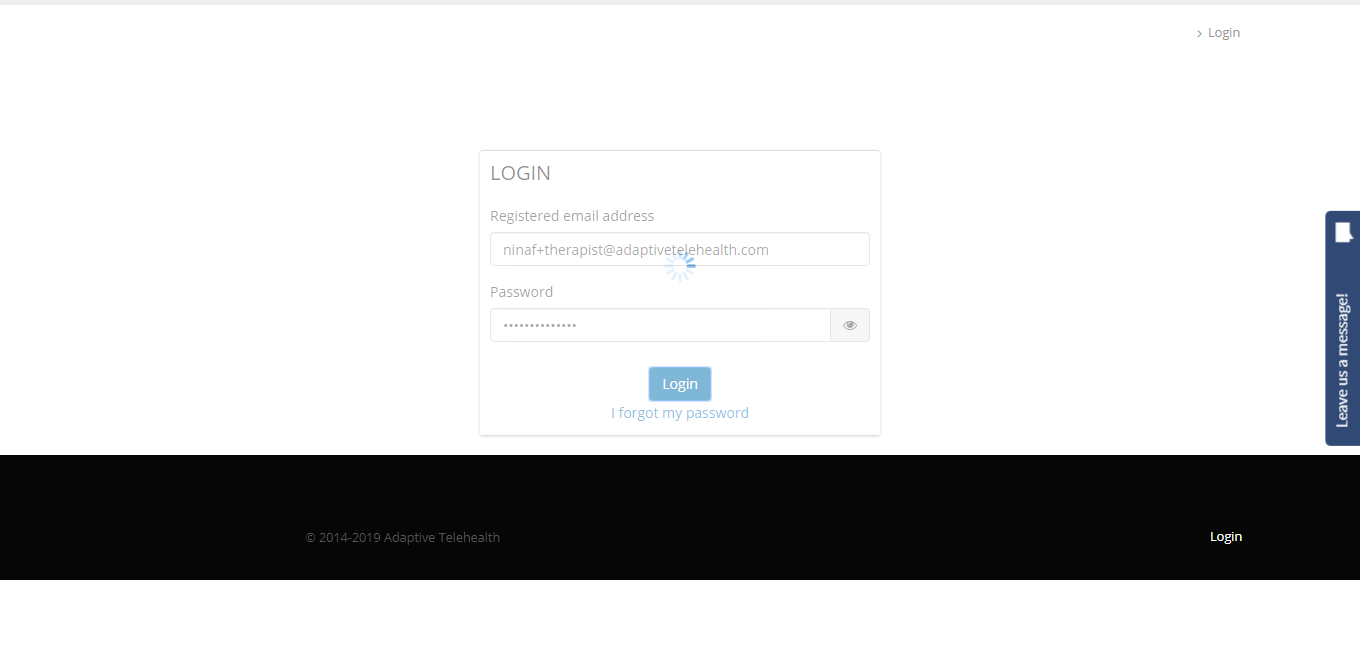 Login
LOGIN
Registered email address
ninaf+therapist@adaptivetelehealth.com
Password
••••••••••••••
Login
I forgot my password
Leave us a message!
© 2014-2019 Adaptive Telehealth
Login